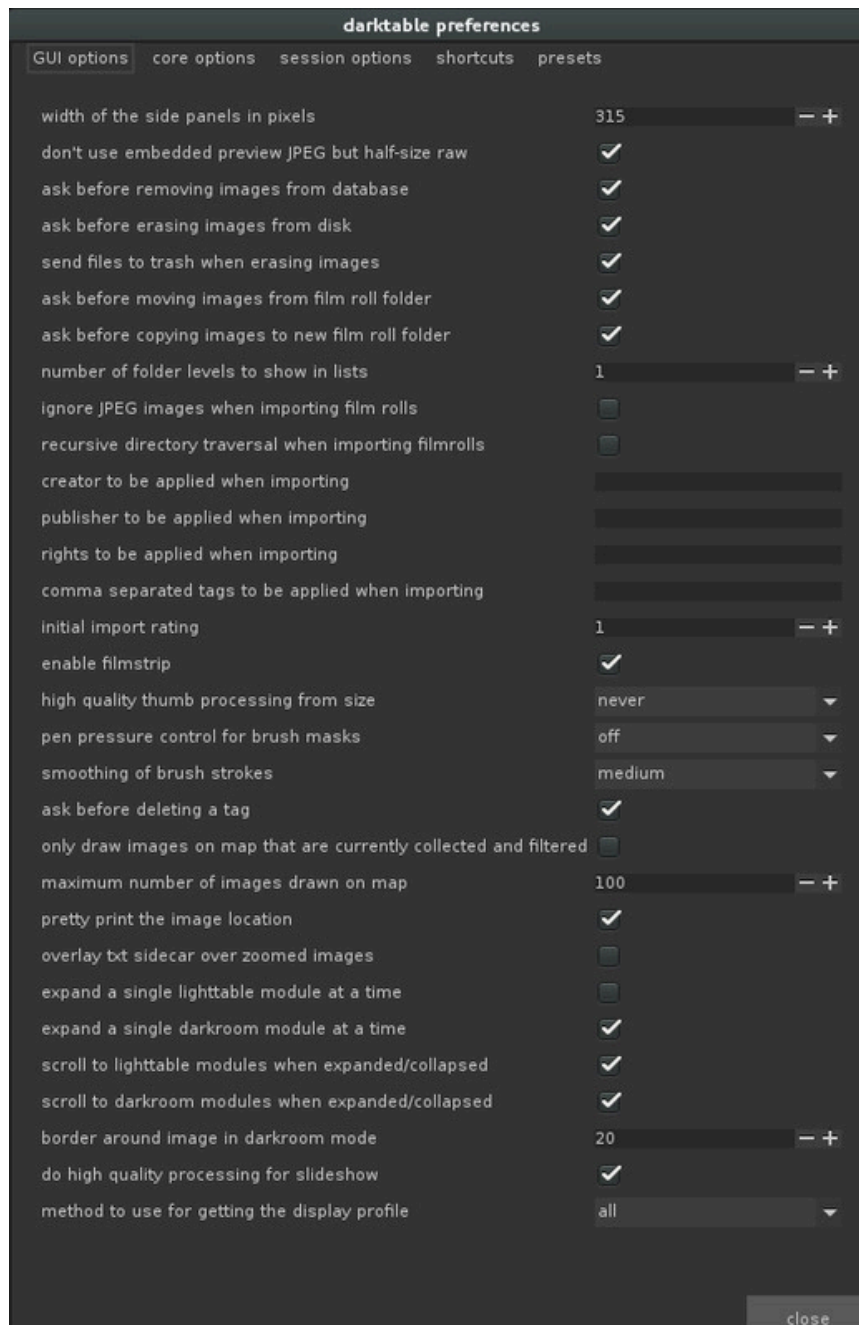 darktable preferences
GUI options core options session options shortcuts presets
width of the side panels in pixels 315
don't use embedded preview JPEG but half-size raw
ask before removing images from database
ask before erasing images from disk
send files to trash when erasing images
ask before moving images from film roll folder
ask before copying images to new film roll folder
number of folder levels to show in lists 1
ignore JPEG images when importing film rolls
recursive directory traversal when importing filmrolls
creator to be applied when importing
publisher to be applied when importing
rights to be applied when importing
comma separated tags to be applied when importing
initial import rating 1
enable filmstrip
high quality thumb processing from size never
pen pressure control for brush masks off
smoothing of brush strokes medium
ask before deleting a tag
only draw images on map that are currently collected and filtered
maximum number of images drawn on map 100
pretty print the image location
overlay txt sidecar over zoomed images
expand a single lighttable module at a time
expand a single darkroom module at a time
scroll to lighttable modules when expanded/collapsed
scroll to darkroom modules when expanded/collapsed
border around image in darkroom mode 20
do high quality processing for slideshow
method to use for getting the display profile all
close